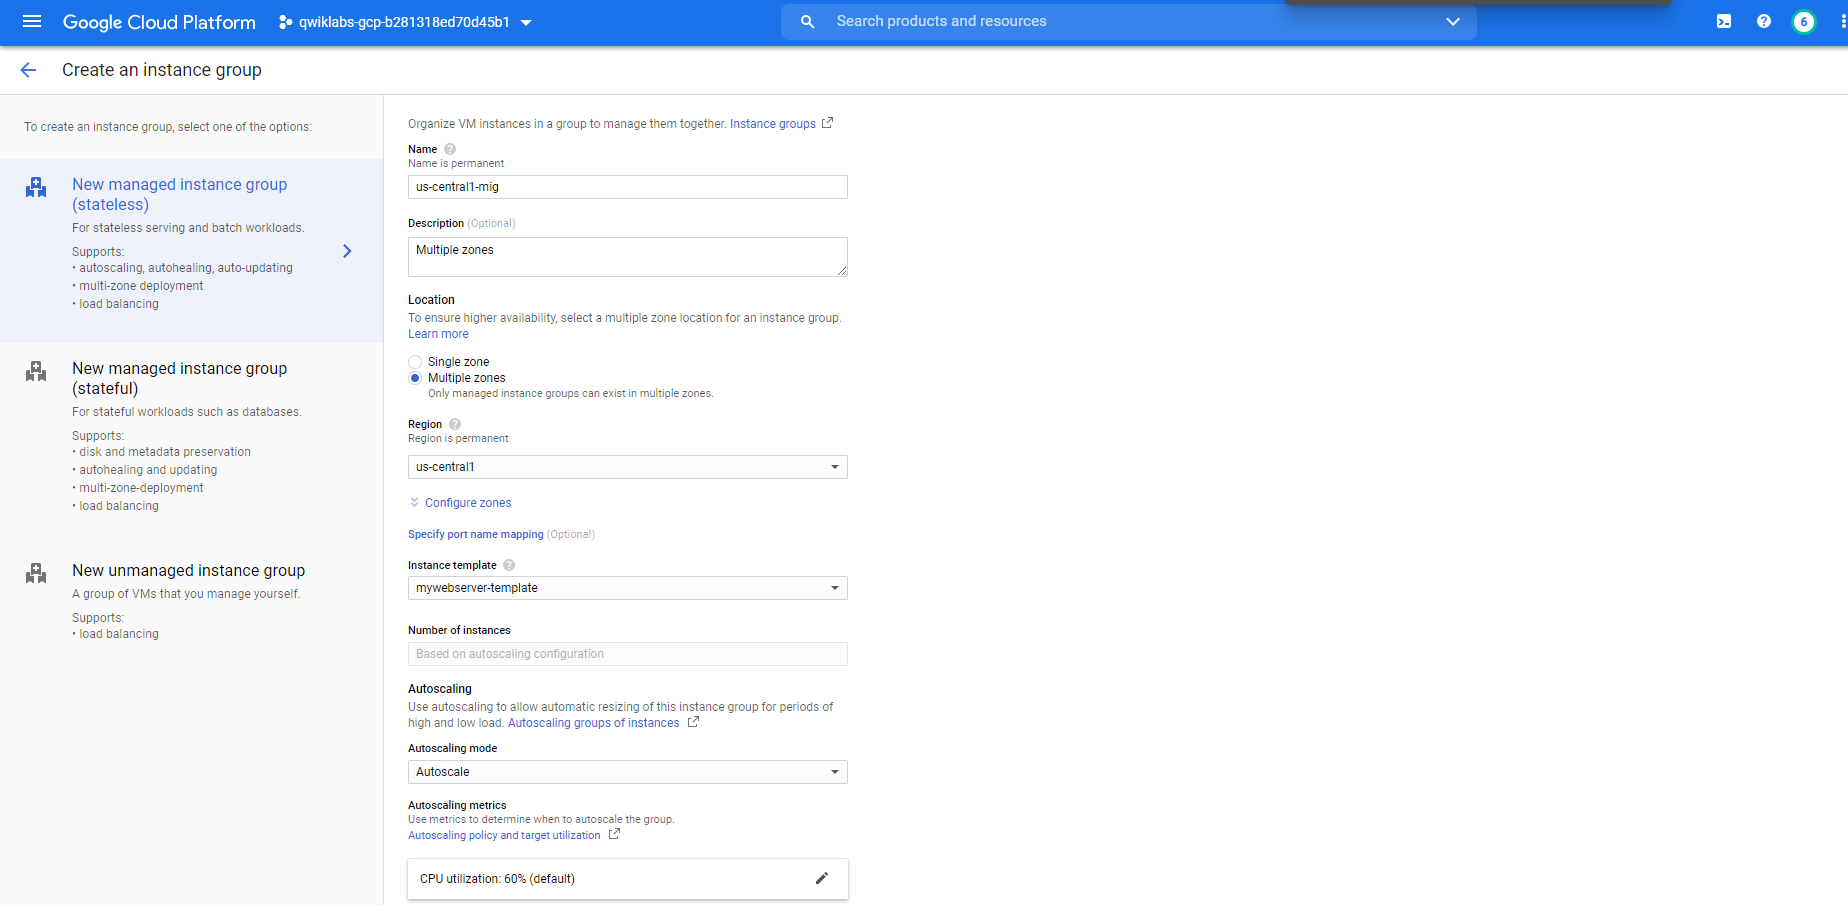 Google Cloud Platform
qwiklabs-gcp-b281318ed70d45b1
Search products and resources
6
Create an instance group
To create an instance group, select one of the options:
New managed instance group
(stateless)
For stateless serving and batch workloads.
Supports:
• autoscaling, autohealing, auto-updating
• multi-zone deployment
• load balancing
New managed instance group
(stateful)
For stateful workloads such as databases.
Supports:
• disk and metadata preservation
• autohealing and updating
• multi-zone-deployment
• load balancing
New unmanaged instance group
A group of VMs that you manage yourself.
Supports:
• load balancing
Organize VM instances in a group to manage them together. Instance groups
Name
Name is permanent
us-central1-mig
Description (Optional)
Multiple zones
Location
To ensure higher availability, select a multiple zone location for an instance group.
Learn more
Single zone
Multiple zones
Only managed instance groups can exist in multiple zones.
Region
Region is permanent
us-central1
Configure zones
Specify port name mapping (Optional)
Instance template
mywebserver-template
Number of instances
Based on autoscaling configuration
Autoscaling
Use autoscaling to allow automatic resizing of this instance group for periods of
high and low load. Autoscaling groups of instances
Autoscaling mode
Autoscale
Autoscaling metrics
Use metrics to determine when to autoscale the group.
Autoscaling policy and target utilization
CPU utilization: 60% (default)